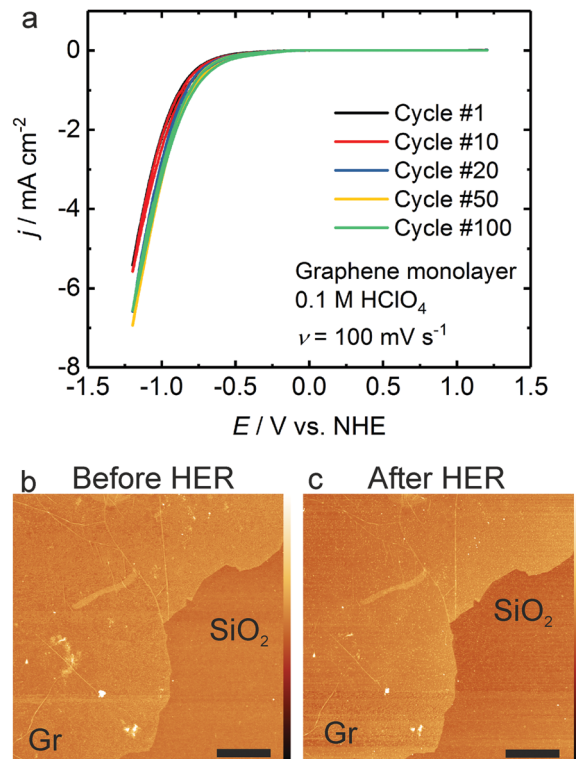 a
0
-2
-4
-6
-8
j / mA cm⁻²
Cycle #1
Cycle #10
Cycle #20
Cycle #50
Cycle #100
Graphene monolayer
0.1 M HClO₄
ν = 100 mV s⁻¹
-1.5 -1.0 -0.5 0.0 0.5 1.0 1.5
E / V vs. NHE
b Before HER
c After HER
SiO₂
SiO₂
Gr
Gr